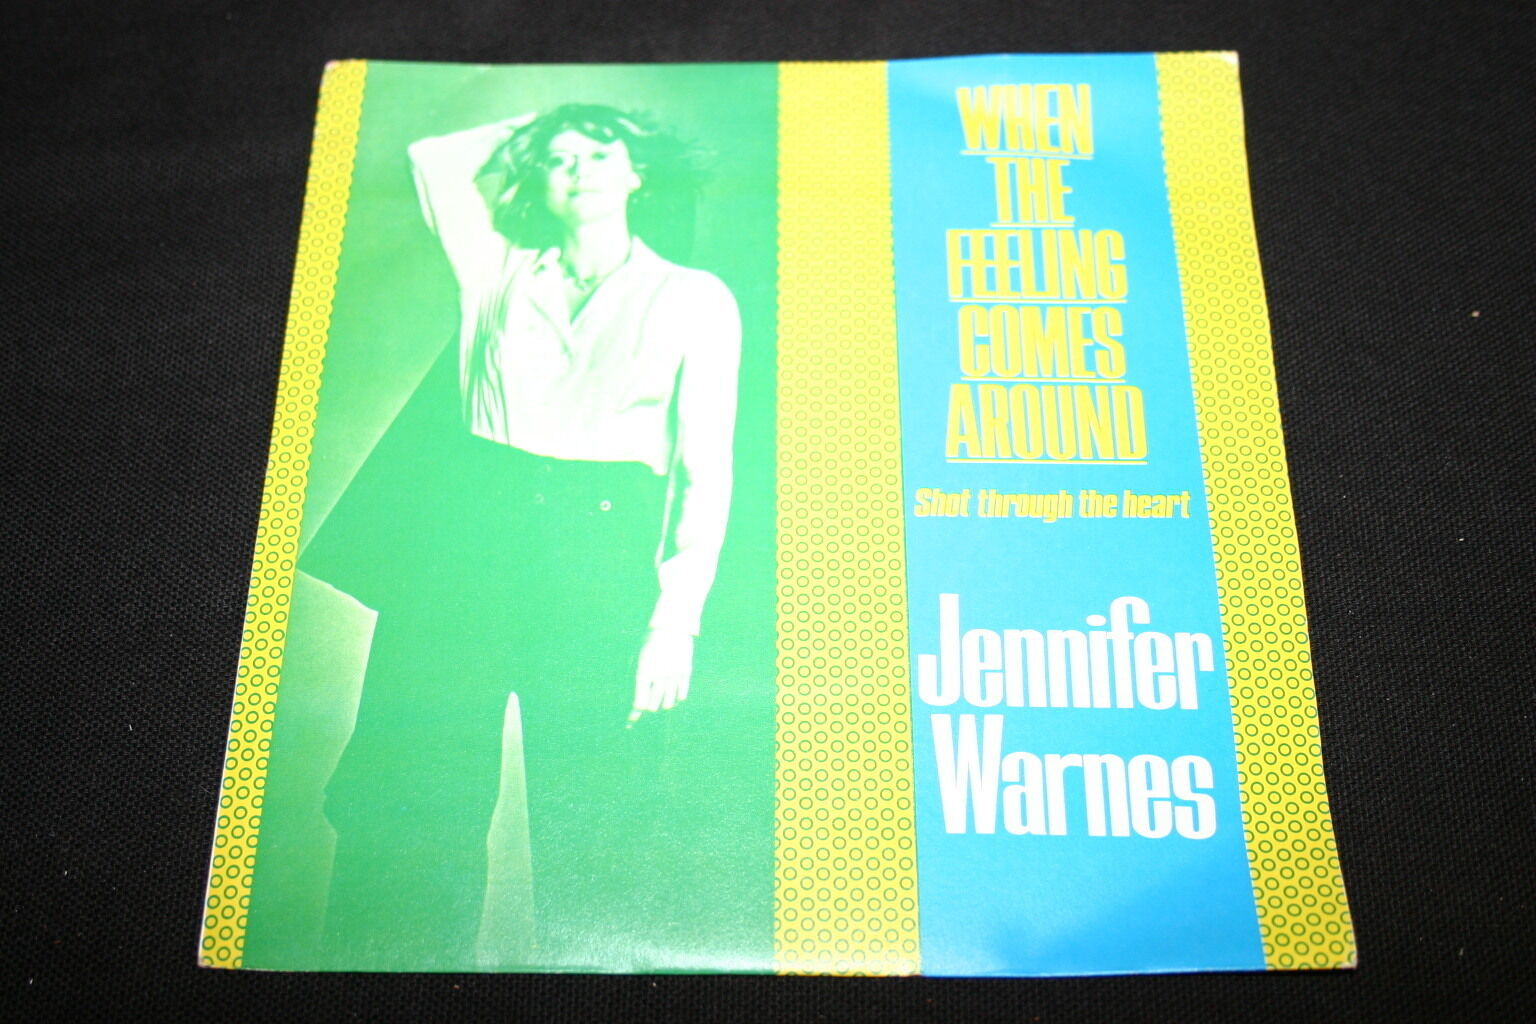 WHEN
THE
FEELING
COMES
AROUND
Shot through the heart
Jennifer
Warnes